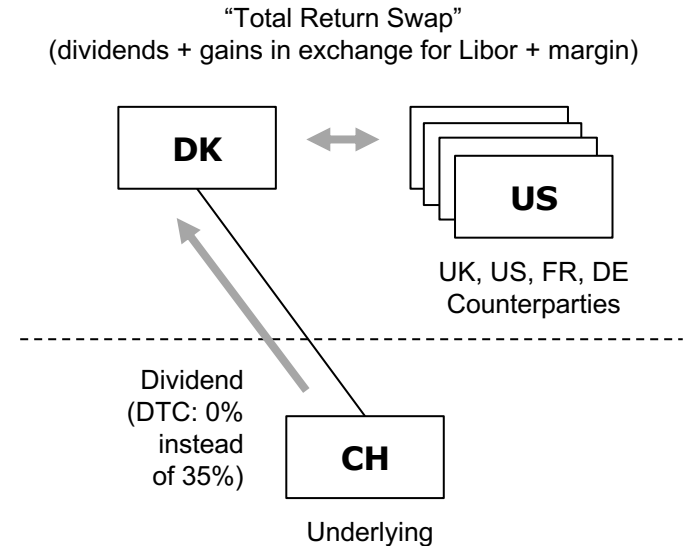 “Total Return Swap”
(dividends + gains in exchange for Libor + margin)
DK
US
UK, US, FR, DE
Counterparties
Dividend
(DTC: 0%
instead
of 35%)
CH
Underlying